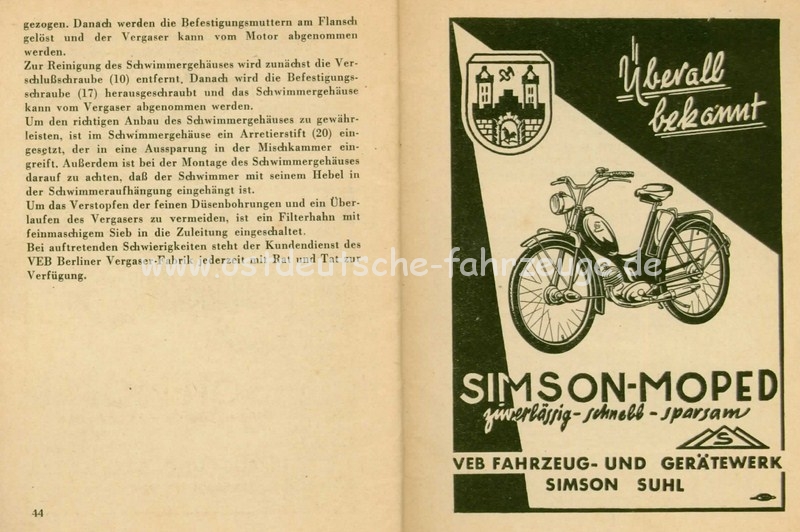 gezogen. Danach werden die Befestigungsmuttern am Flansch
gelöst und der Vergaser kann vom Motor abgenommen
werden.
Zur Reinigung des Schwimmergehäuses wird zunächst die Ver-
schlußschraube (10) entfernt. Danach wird die Befestigungs-
schraube (17) herausgeschraubt und das Schwimmergehäuse
kann vom Vergaser abgenommen werden.
Um den richtigen Anbau des Schwimmergehäuses zu gewähr-
leisten, ist im Schwimmergehäuse ein Arretierstift (20) ein-
gesetzt, der in eine Aussparung in der Mischkammer ein-
greift. Außerdem ist bei der Montage des Schwimmergehäuses
darauf zu achten, daß der Schwimmer mit seinem Hebel in
der Schwimmeraufhängung eingehängt ist.
Um das Verstopfen der feinen Düsenbohrungen und ein Über-
laufen des Vergasers zu vermeiden, ist ein Filterhahn mit
feinmaschigem Sieb in die Zuleitung eingeschaltet.
Bei auftretenden Schwierigkeiten steht der Kundendienst des
VEB Berliner Vergaser-Fabrik jederzeit mit Rat und Tat zur
Verfügung.
www.ostdeutsche-fahrzeuge.de
44
Überall
bekannt
SIMSON-MOPED
zuverlässig - schnell - sparsam
S
VEB FAHRZEUG- UND GERÄTEWERK
SIMSON SUHL